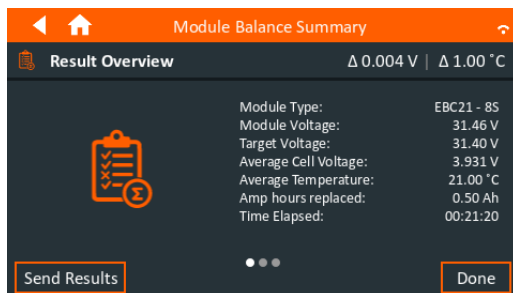 Module Balance Summary
Result Overview Δ 0.004 V | Δ 1.00 °C
Module Type: EBC21 - 8S
Module Voltage: 31.46 V
Target Voltage: 31.40 V
Average Cell Voltage: 3.931 V
Average Temperature: 21.00 °C
Amp hours replaced: 0.50 Ah
Time Elapsed: 00:21:20
Σ
Send Results Done